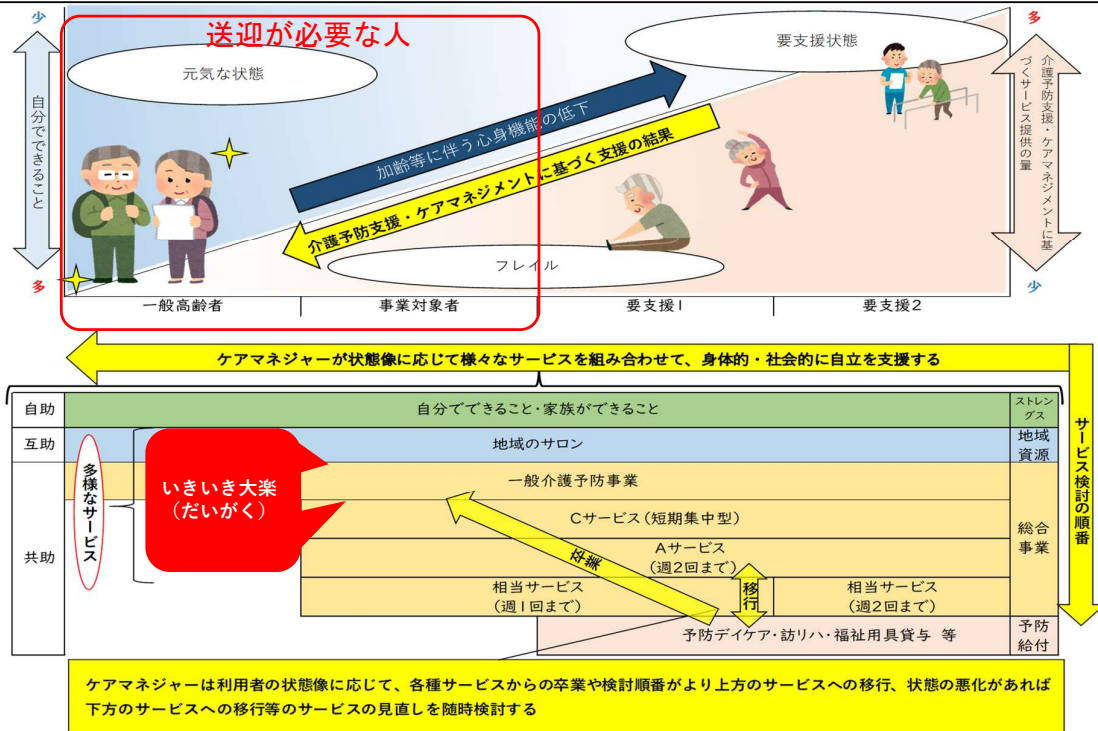 少
送迎が必要な人
多
元気な状態
要支援状態
自分でできること
介護予防支援・ケアマネジメントに基
づくサービス提供の量
加齢等に伴う心身機能の低下
介護予防支援・ケアマネジメントに基づく支援の結果
フレイル
多
少
一般高齢者
事業対象者
要支援1
要支援2
ケアマネジャーが状態像に応じて様々なサービスを組み合わせて、身体的・社会的に自立を支援する
自助
自分でできること・家族ができること
ストレン
グス
互助
地域のサロン
地域
資源
サービス検討の順番
多様なサービス
いきいき大楽
(だいがく)
一般介護予防事業
Cサービス(短期集中型)
共助
総合
事業
Aサービス
(週2回まで)
卒業
移行
相当サービス
(週1回まで)
相当サービス
(週2回まで)
予防デイケア・訪リハ・福祉用具貸与 等
予防
給付
ケアマネジャーは利用者の状態像に応じて、各種サービスからの卒業や検討順番がより上方のサービスへの移行、状態の悪化があれば
下方のサービスへの移行等のサービスの見直しを随時検討する